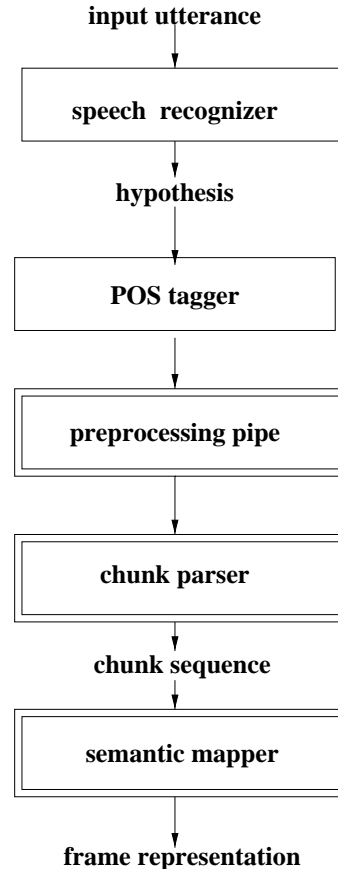 input utterance
speech recognizer
hypothesis
POS tagger
preprocessing pipe
chunk parser
chunk sequence
semantic mapper
frame representation